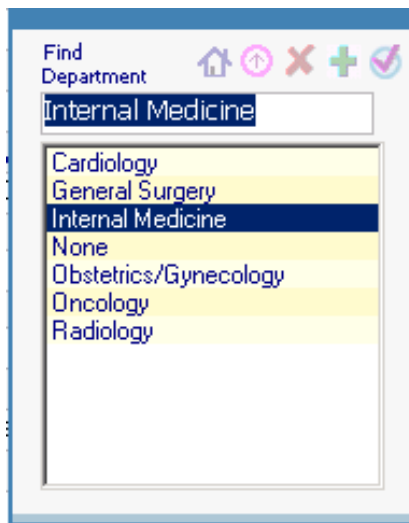 Find
Department
Internal Medicine
Cardiology
General Surgery
Internal Medicine
None
Obstetrics/Gynecology
Oncology
Radiology